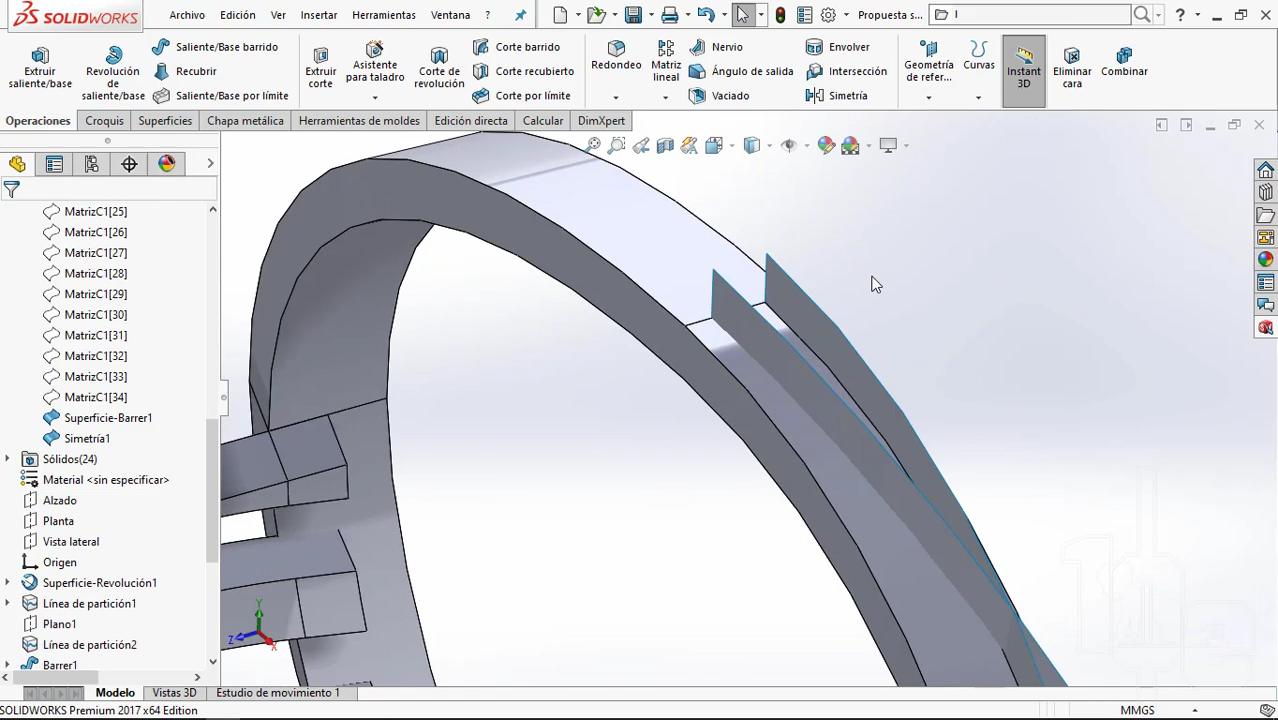 SOLIDWORKS
Archivo Edición Ver Insertar Herramientas Ventana ? Propuesta s... I ?
Extruir saliente/base
Revolución de saliente/base
Saliente/Base barrido
Recubrir
Saliente/Base por límite
Extruir corte
Asistente para taladro
Corte de revolución
Corte barrido
Corte recubierto
Corte por límite
Redondeo
Matriz lineal
Nervio
Ángulo de salida
Vaciado
Envolver
Intersección
Simetría
Geometría de refer...
Curvas
Instant 3D
Eliminar cara
Combinar
Operaciones Croquis Superficies Chapa metálica Herramientas de moldes Edición directa Calcular DimXpert
MatrizC1[25]
MatrizC1[26]
MatrizC1[27]
MatrizC1[28]
MatrizC1[29]
MatrizC1[30]
MatrizC1[31]
MatrizC1[32]
MatrizC1[33]
MatrizC1[34]
Superficie-Barrer1
Simetría1
Sólidos(24)
Material <sin especificar>
Alzado
Planta
Vista lateral
Origen
Superficie-Revolución1
Línea de partición1
Plano1
Línea de partición2
Barrer1
Y
Z
X
Modelo Vistas 3D Estudio de movimiento 1
SOLIDWORKS Premium 2017 x64 Edition MMGS